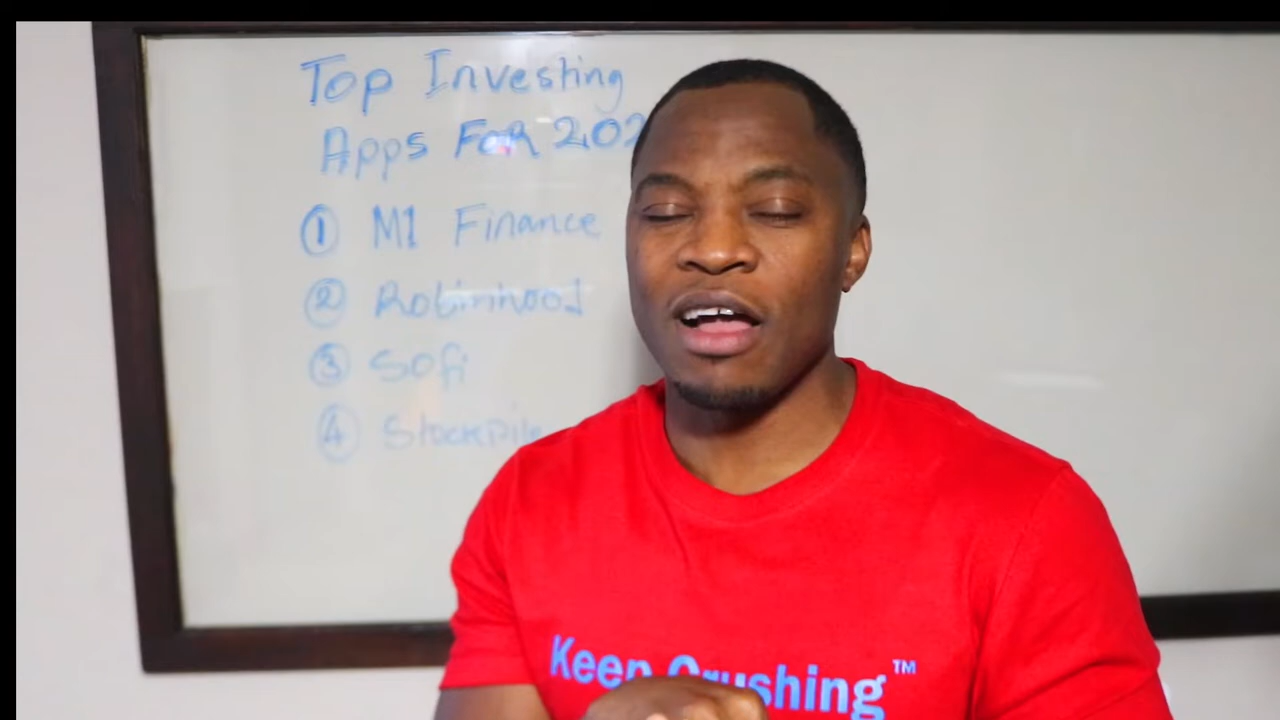 Top Investing
Apps FOR 202
① M1 Finance
② Robinhood
③ Sofi
④ Stockpile
Keep Crushing™